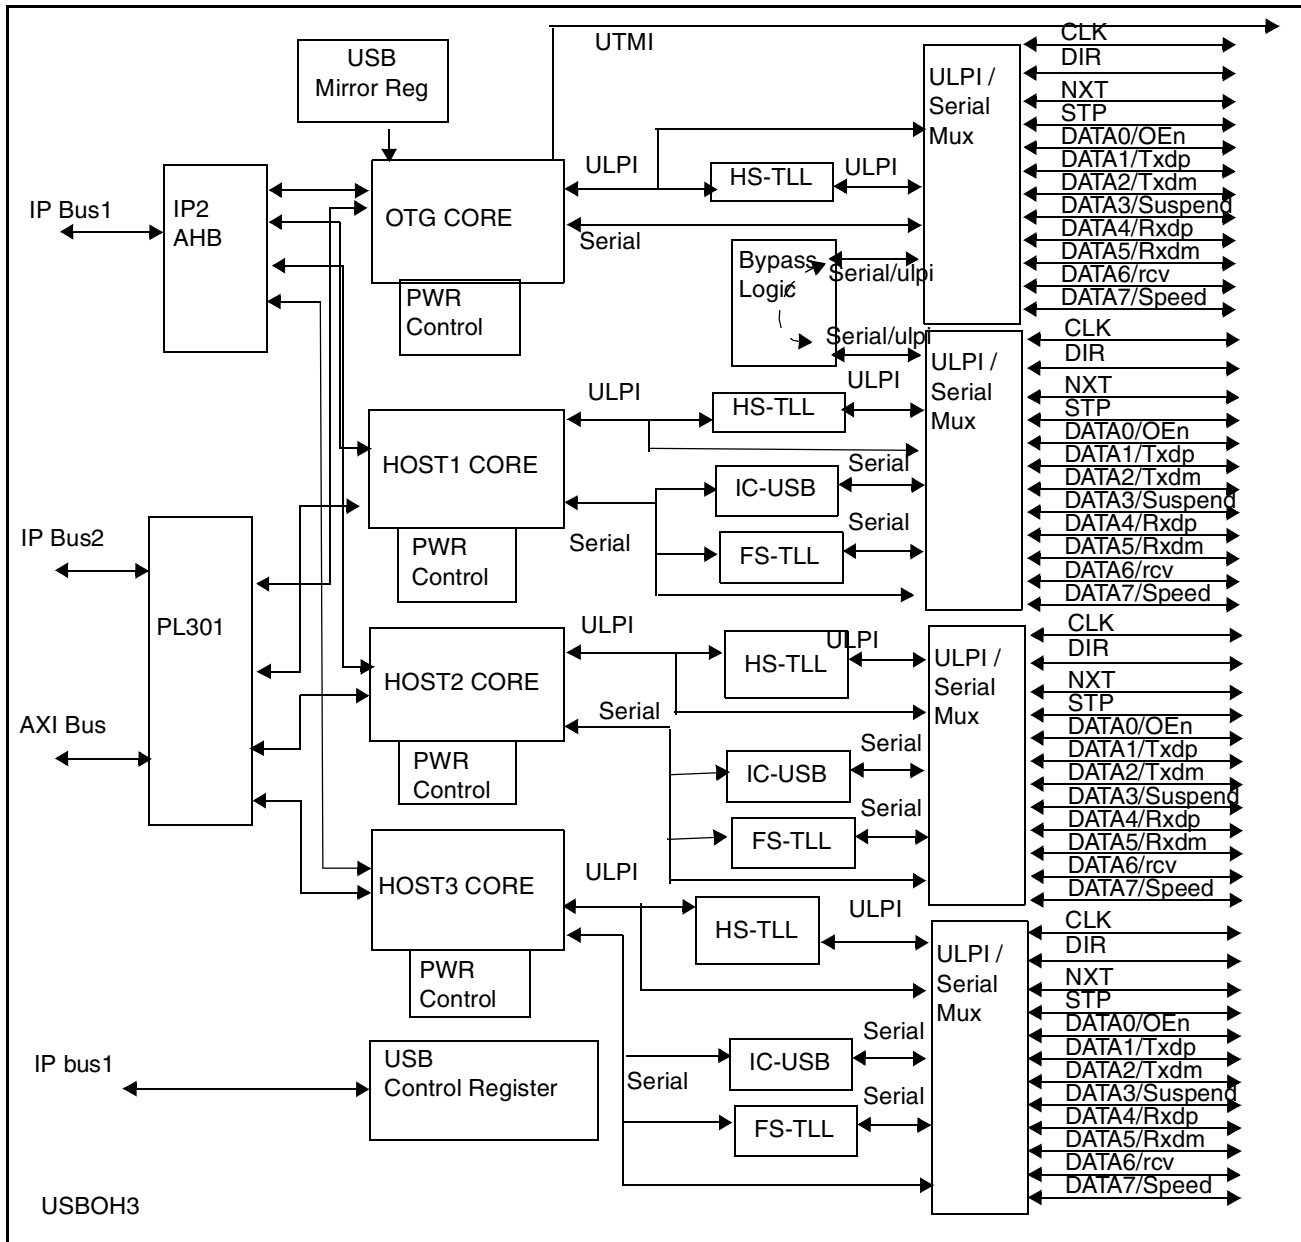 UTMI
USB
Mirror Reg
IP Bus1
IP2
AHB
OTG CORE
PWR
Control
ULPI
HS-TLL
ULPI
Serial
Bypass
Logic
Serial/ulpi
Serial/ulpi
ULPI /
Serial
Mux
CLK
DIR
NXT
STP
DATA0/OEn
DATA1/Txdp
DATA2/Txdm
DATA3/Suspend
DATA4/Rxdp
DATA5/Rxdm
DATA6/rcv
DATA7/Speed
HOST1 CORE
PWR
Control
ULPI
HS-TLL
ULPI
Serial
IC-USB
Serial
FS-TLL
Serial
ULPI /
Serial
Mux
CLK
DIR
NXT
STP
DATA0/OEn
DATA1/Txdp
DATA2/Txdm
DATA3/Suspend
DATA4/Rxdp
DATA5/Rxdm
DATA6/rcv
DATA7/Speed
IP Bus2
PL301
AXI Bus
HOST2 CORE
PWR
Control
ULPI
HS-TLL
ULPI
Serial
IC-USB
Serial
FS-TLL
Serial
ULPI /
Serial
Mux
CLK
DIR
NXT
STP
DATA0/OEn
DATA1/Txdp
DATA2/Txdm
DATA3/Suspend
DATA4/Rxdp
DATA5/Rxdm
DATA6/rcv
DATA7/Speed
HOST3 CORE
PWR
Control
ULPI
HS-TLL
ULPI
Serial
IC-USB
Serial
FS-TLL
Serial
ULPI /
Serial
Mux
CLK
DIR
NXT
STP
DATA0/OEn
DATA1/Txdp
DATA2/Txdm
DATA3/Suspend
DATA4/Rxdp
DATA5/Rxdm
DATA6/rcv
DATA7/Speed
IP bus1
USB
Control Register
USBOH3